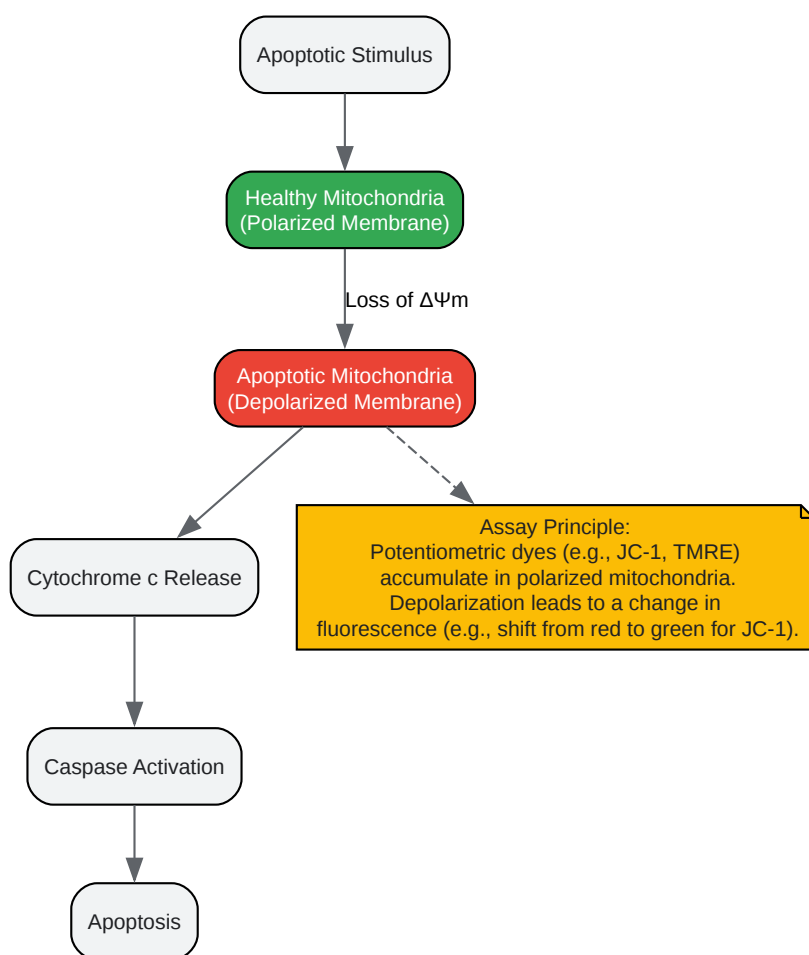 Apoptotic Stimulus
Healthy Mitochondria
(Polarized Membrane)
Loss of ΔΨm
Apoptotic Mitochondria
(Depolarized Membrane)
Assay Principle:
Potentiometric dyes (e.g., JC-1, TMRE)
accumulate in polarized mitochondria.
Depolarization leads to a change in
fluorescence (e.g., shift from red to green for JC-1).
Cytochrome c Release
Caspase Activation
Apoptosis